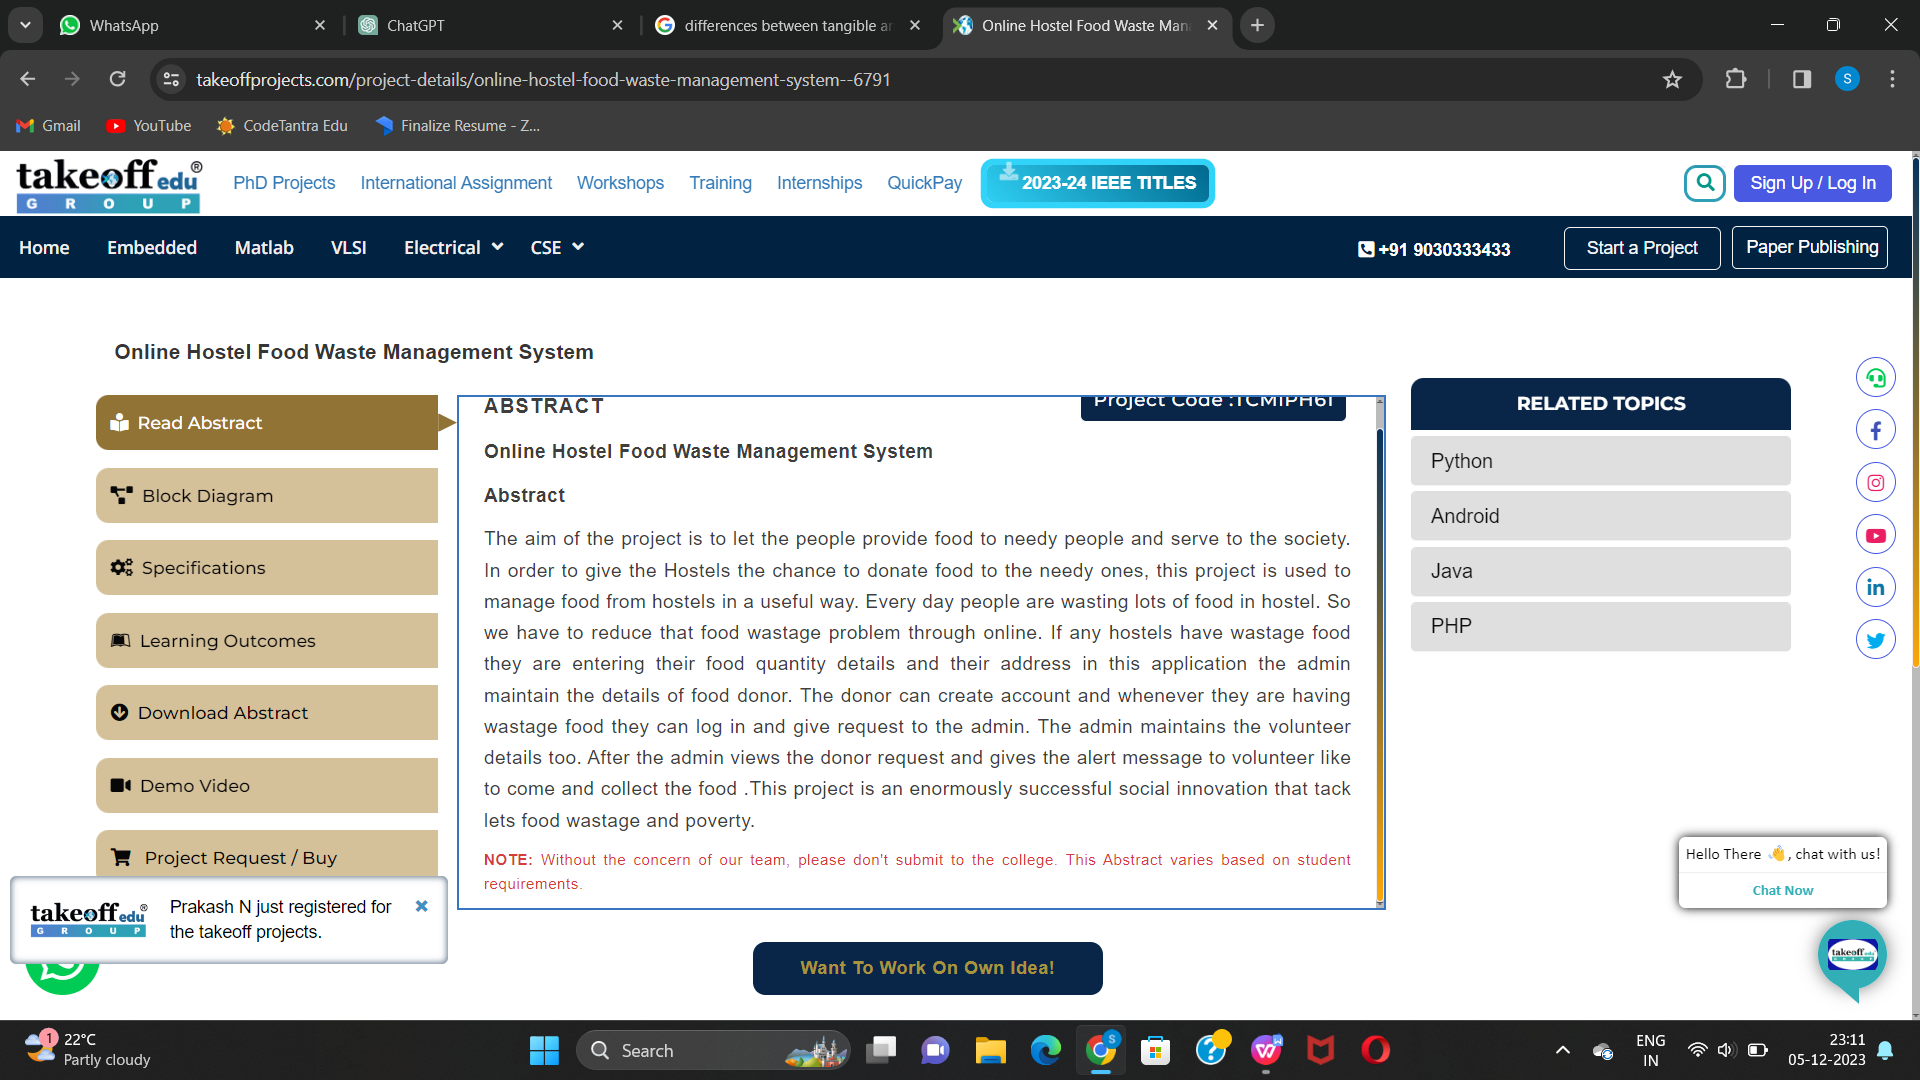 WhatsApp
ChatGPT
differences between tangible ar
Online Hostel Food Waste Man
takeoffprojects.com/project-details/online-hostel-food-waste-management-system--6791
S
Gmail
YouTube
CodeTantra Edu
Finalize Resume - Z...
takeoff edu®
GROUP
PhD Projects
International Assignment
Workshops
Training
Internships
QuickPay
2023-24 IEEE TITLES
Sign Up / Log In
Home
Embedded
Matlab
VLSI
Electrical
CSE
+91 9030333433
Start a Project
Paper Publishing
Online Hostel Food Waste Management System
Read Abstract
Block Diagram
Specifications
Learning Outcomes
Download Abstract
Demo Video
Project Request / Buy
ABSTRACT
Project Code :TCMIPH61
Online Hostel Food Waste Management System
Abstract
The aim of the project is to let the people provide food to needy people and serve to the society.
In order to give the Hostels the chance to donate food to the needy ones, this project is used to
manage food from hostels in a useful way. Every day people are wasting lots of food in hostel. So
we have to reduce that food wastage problem through online. If any hostels have wastage food
they are entering their food quantity details and their address in this application the admin
maintain the details of food donor. The donor can create account and whenever they are having
wastage food they can log in and give request to the admin. The admin maintains the volunteer
details too. After the admin views the donor request and gives the alert message to volunteer like
to come and collect the food .This project is an enormously successful social innovation that tack
lets food wastage and poverty.
NOTE: Without the concern of our team, please don't submit to the college. This Abstract varies based on student
requirements.
RELATED TOPICS
Python
Android
Java
PHP
Hello There 👋, chat with us!
Chat Now
takeoff edu
GROUP
takeoff edu®
GROUP
Prakash N just registered for
the takeoff projects.
Want To Work On Own Idea!
1
22°C
Partly cloudy
Search
S
ENG
IN
23:11
05-12-2023